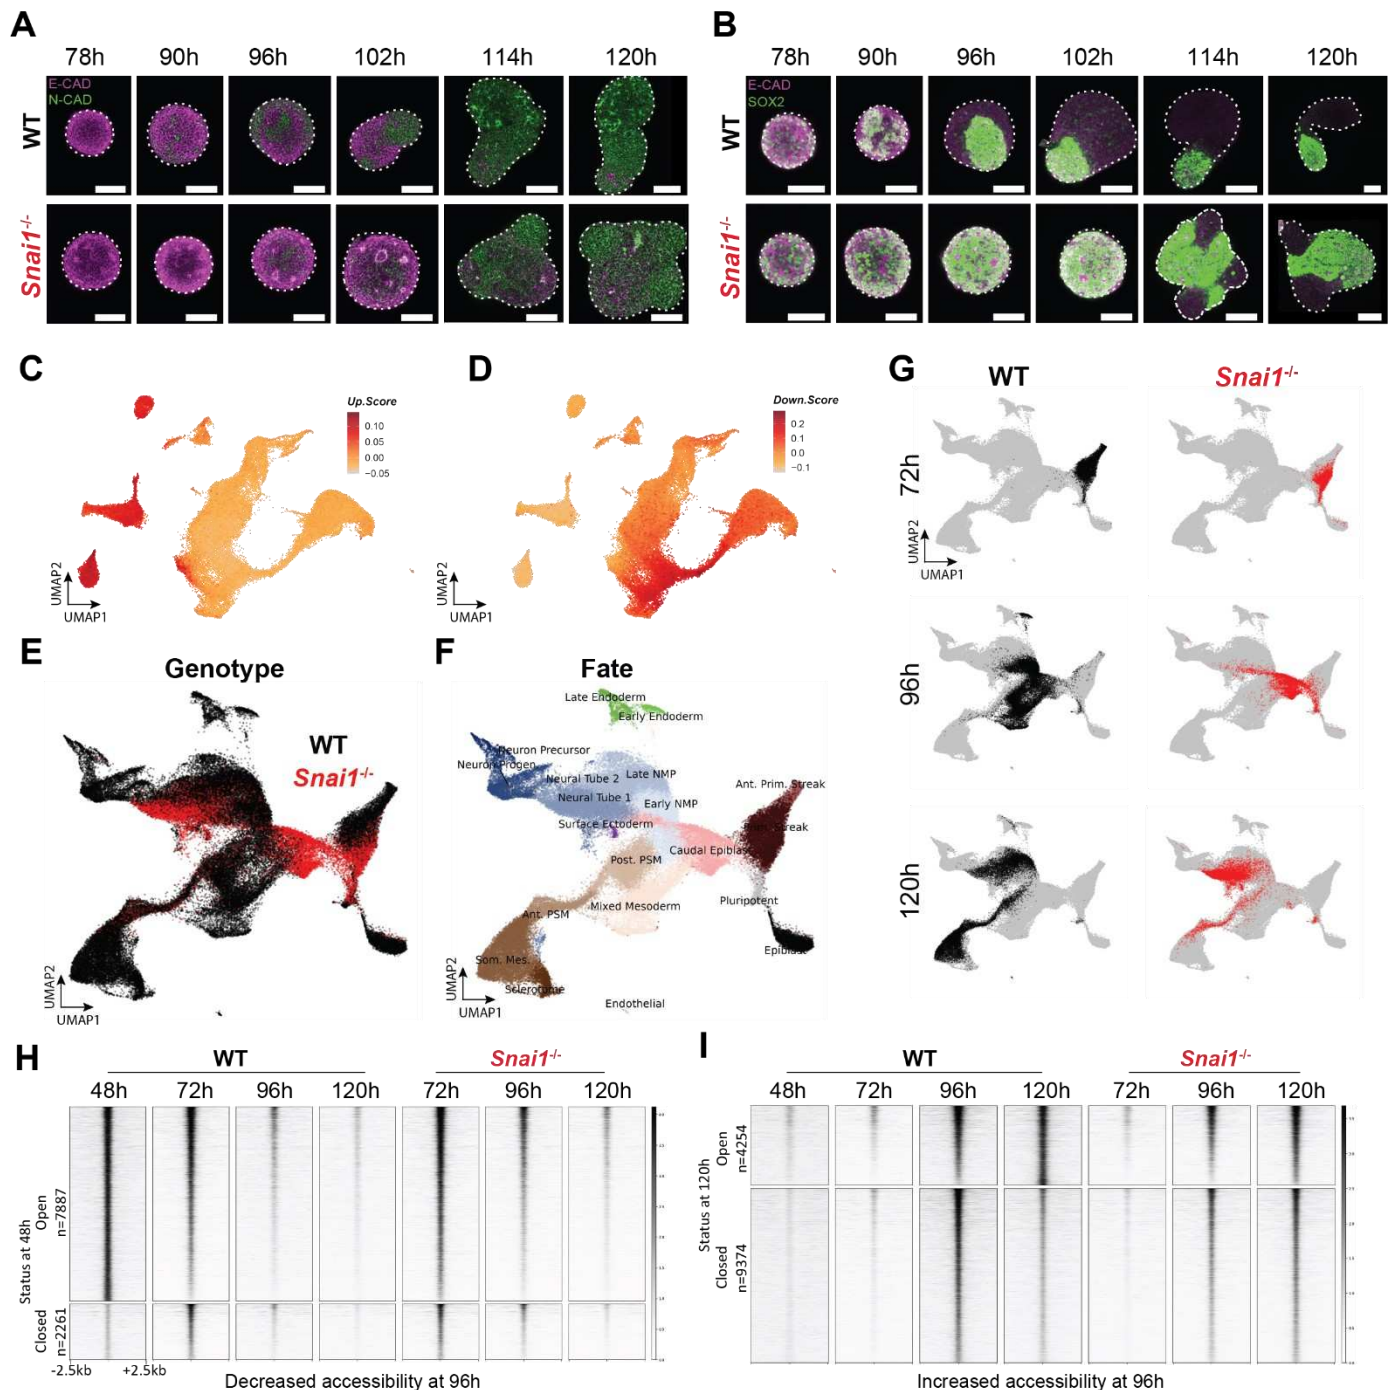 A
78h 90h 96h 102h 114h 120h
E-CAD
N-CAD
WT
Snai1-/-
B
78h 90h 96h 102h 114h 120h
E-CAD
SOX2
WT
Snai1-/-
C
Up.Score
0.10
0.05
0.00
−0.05
UMAP2
UMAP1
D
Down.Score
0.2
0.1
0.0
−0.1
UMAP2
UMAP1
E
Genotype
WT
Snai1-/-
UMAP2
UMAP1
F
Fate
Late Endoderm
Early Endoderm
Neuron Precursor
Neuron Progen.
Neural Tube 2
Late NMP
Ant. Prim. Streak
Neural Tube 1
Early NMP
Surface Ectoderm
Streak
Caudal Epiblast
Post. PSM
Pluripotent
Mixed Mesoderm
Ant. PSM
Epiblast
Som. Mes.
Sclerotome
Endothelial
UMAP2
UMAP1
G
WT Snai1-/-
72h
UMAP2
UMAP1
96h
120h
H
WT Snai1-/-
48h 72h 96h 120h 72h 96h 120h
Status at 48h
Open
n=7887
Closed
n=2261
-2.5kb +2.5kb
Decreased accessibility at 96h
I
WT Snai1-/-
48h 72h 96h 120h 72h 96h 120h
Status at 120h
Open
n=4254
Closed
n=9374
Increased accessibility at 96h